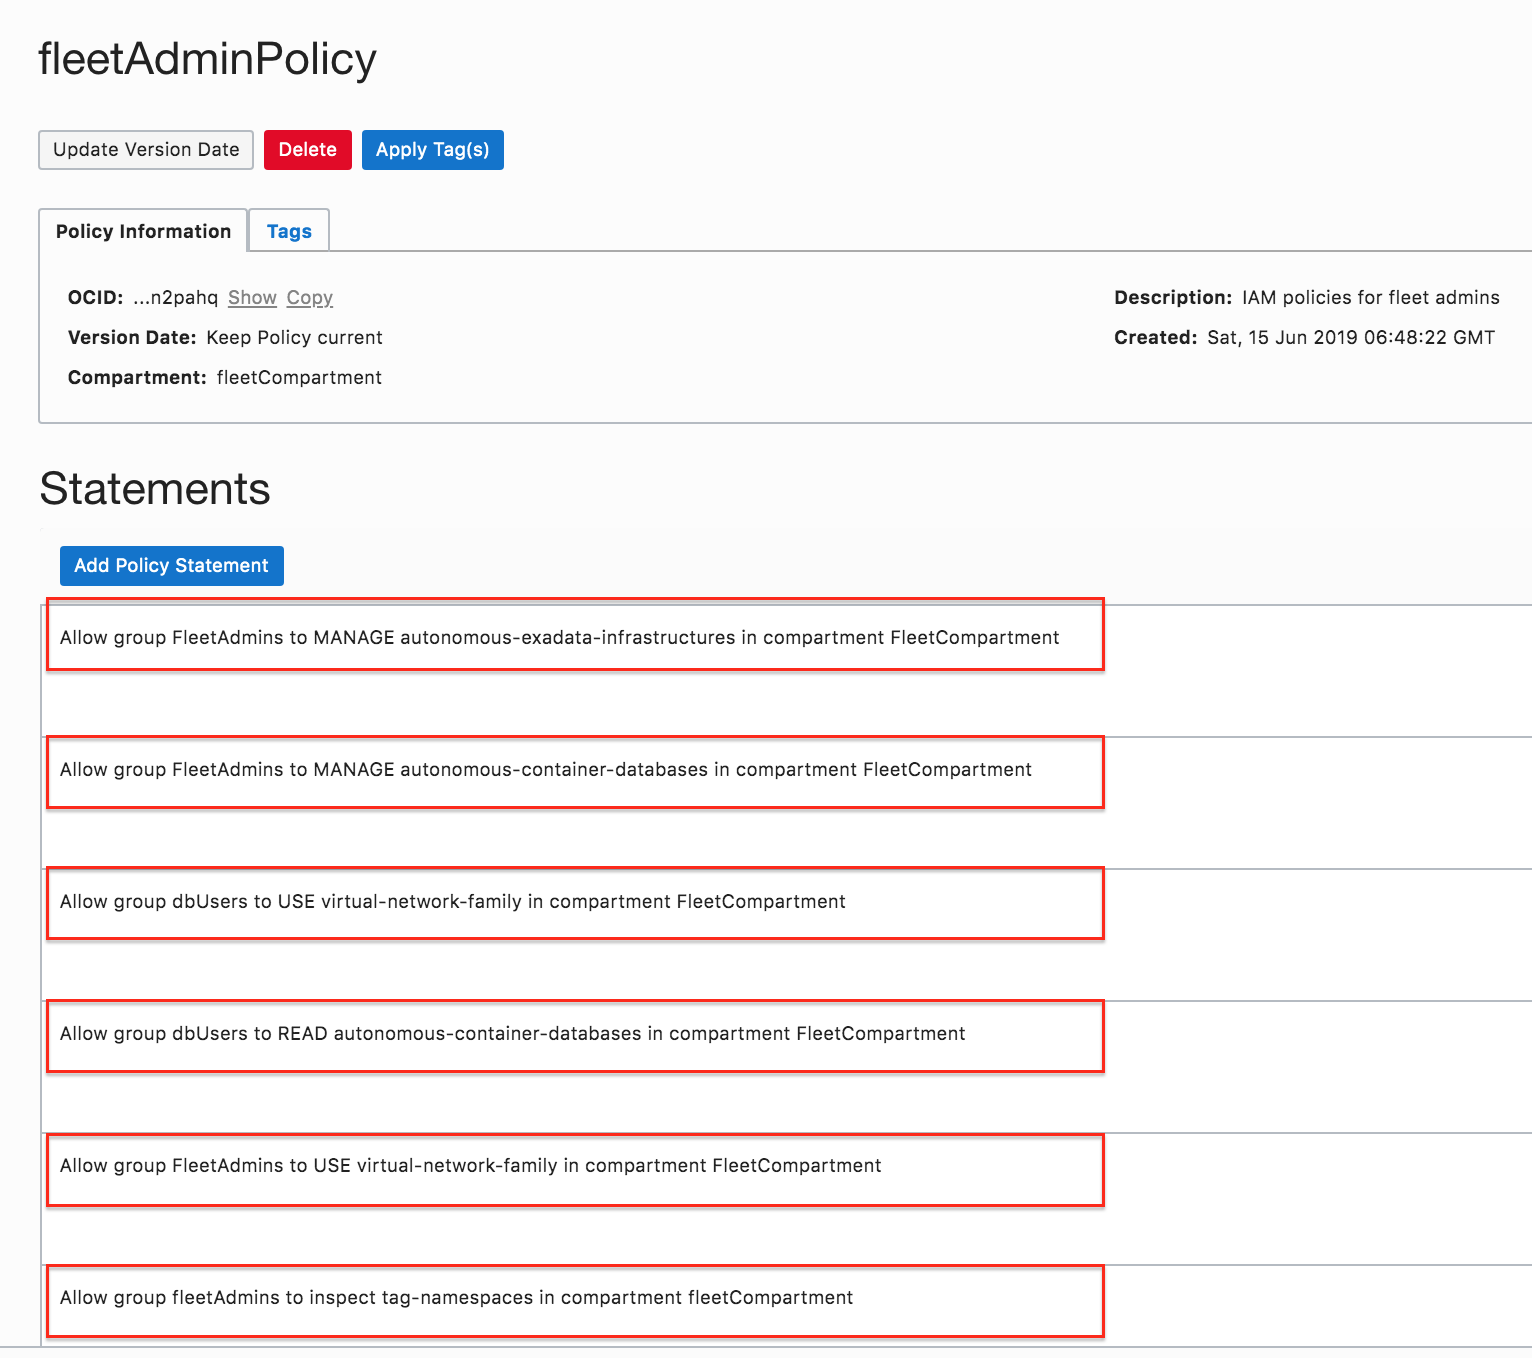 fleetAdminPolicy
Update Version Date Delete Apply Tag(s)
Policy Information Tags
OCID: ...n2pahq Show Copy
Description: IAM policies for fleet admins
Version Date: Keep Policy current
Created: Sat, 15 Jun 2019 06:48:22 GMT
Compartment: fleetCompartment
Statements
Add Policy Statement
Allow group FleetAdmins to MANAGE autonomous-exadata-infrastructures in compartment FleetCompartment
Allow group FleetAdmins to MANAGE autonomous-container-databases in compartment FleetCompartment
Allow group dbUsers to USE virtual-network-family in compartment FleetCompartment
Allow group dbUsers to READ autonomous-container-databases in compartment FleetCompartment
Allow group FleetAdmins to USE virtual-network-family in compartment FleetCompartment
Allow group fleetAdmins to inspect tag-namespaces in compartment fleetCompartment